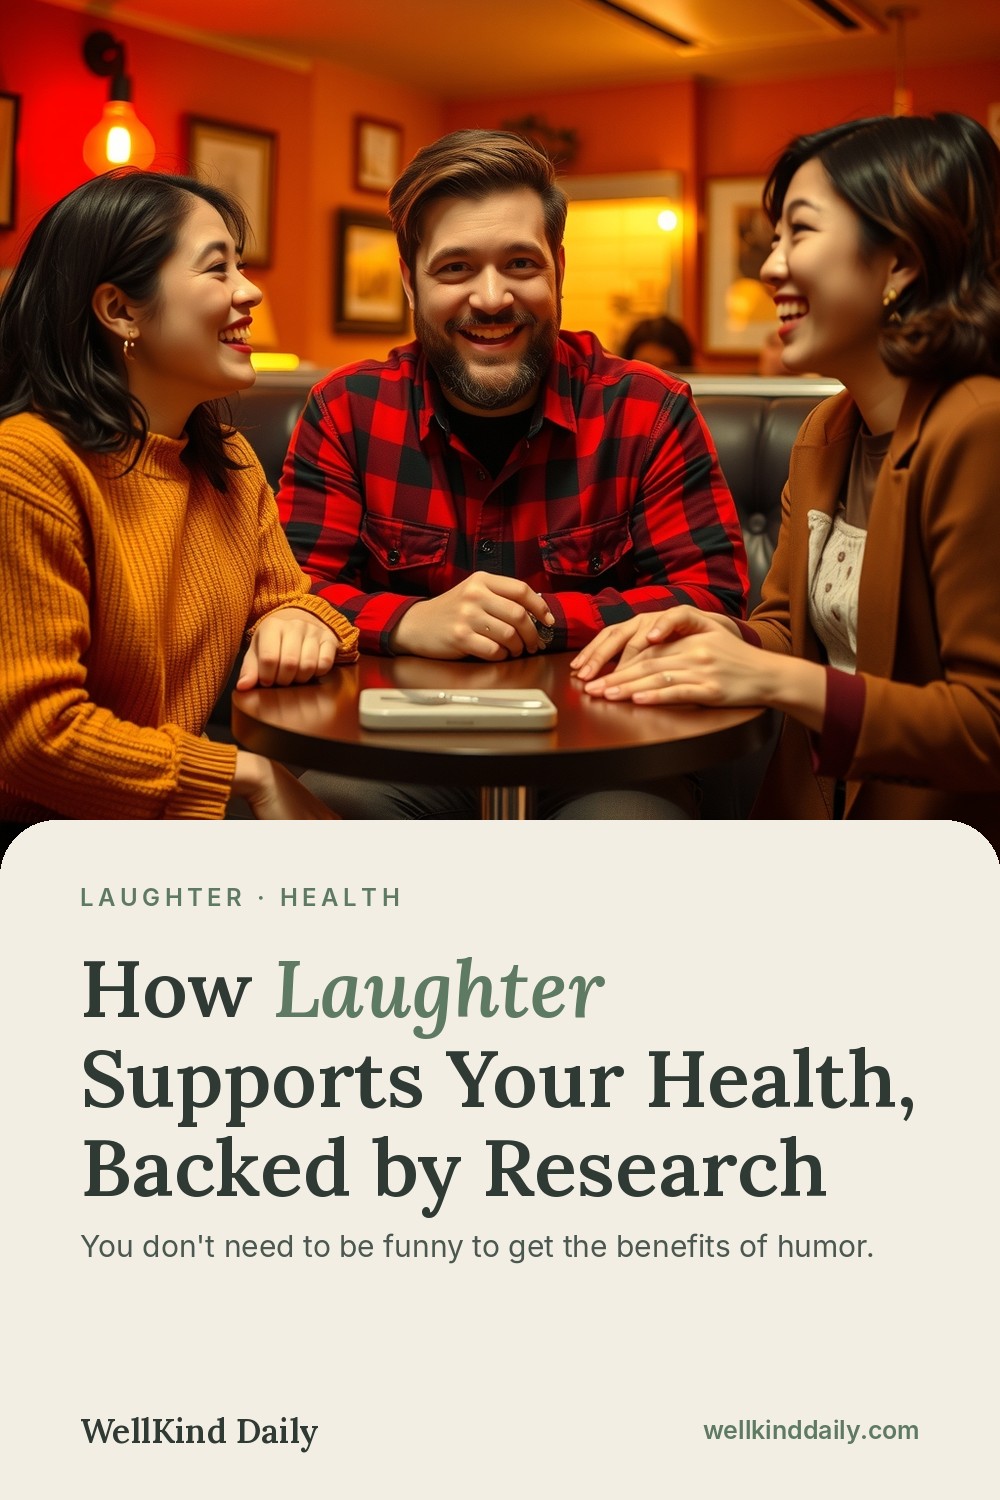 LAUGHTER · HEALTH
How Laughter
Supports Your Health,
Backed by Research
You don't need to be funny to get the benefits of humor.
WellKind Daily
wellkinddaily.com